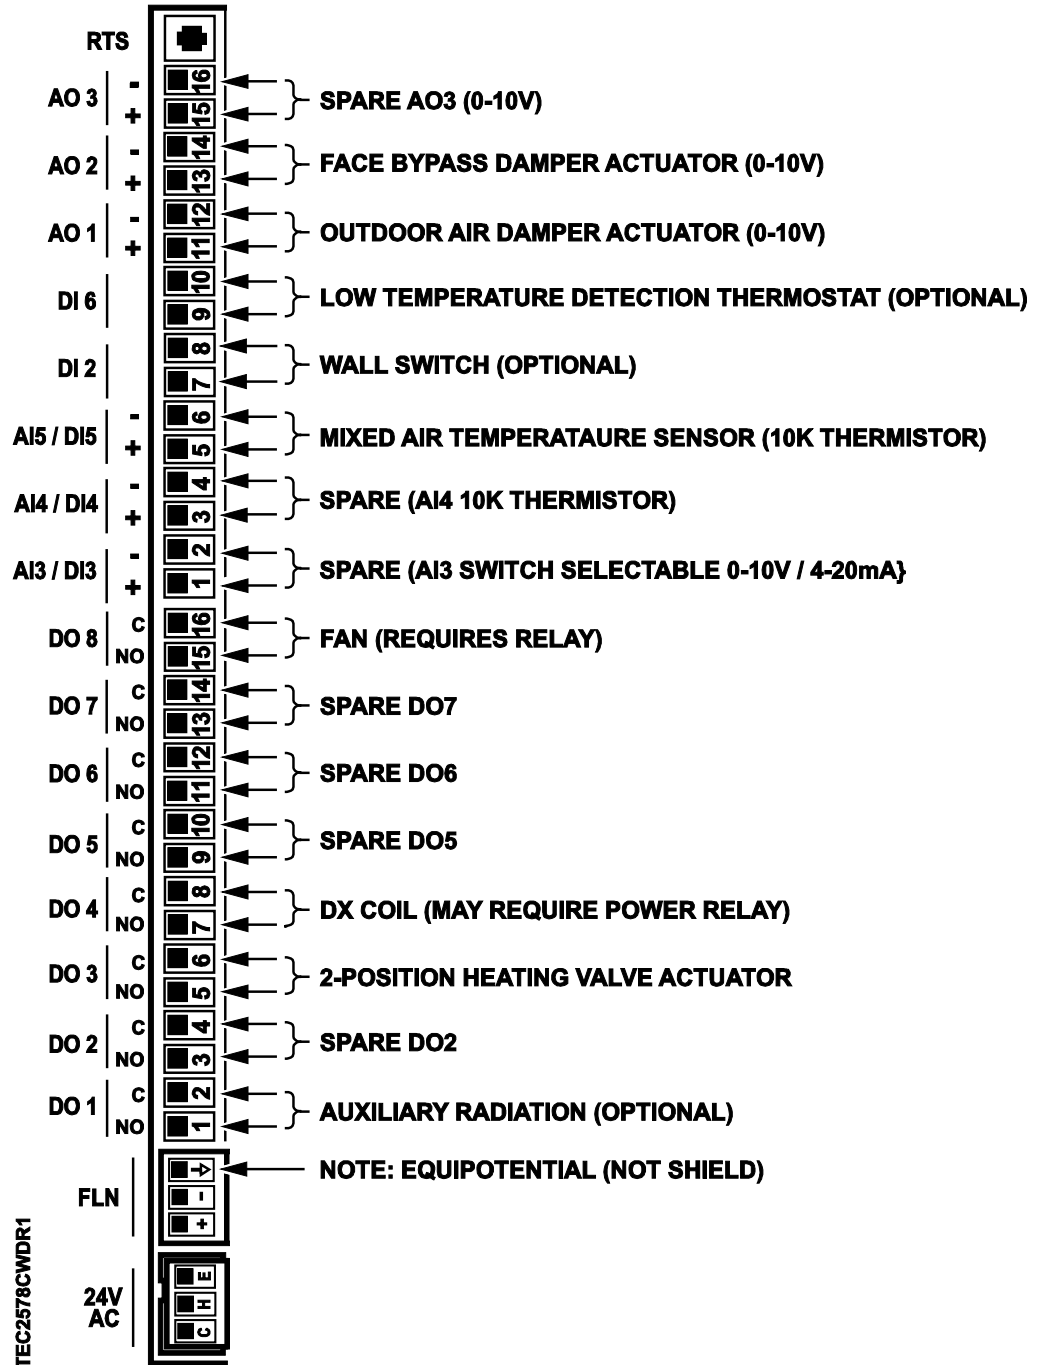 RTS
AO 3 - 16 SPARE AO3 (0-10V)
+ 15
AO 2 - 14 FACE BYPASS DAMPER ACTUATOR (0-10V)
+ 13
AO 1 - 12 OUTDOOR AIR DAMPER ACTUATOR (0-10V)
+ 11
DI 6 10 LOW TEMPERATURE DETECTION THERMOSTAT (OPTIONAL)
9
DI 2 8 WALL SWITCH (OPTIONAL)
7
AI5 / DI5 - 6 MIXED AIR TEMPERATAURE SENSOR (10K THERMISTOR)
+ 5
AI4 / DI4 - 4 SPARE (AI4 10K THERMISTOR)
+ 3
AI3 / DI3 - 2 SPARE (AI3 SWITCH SELECTABLE 0-10V / 4-20mA}
+ 1
DO 8 C 16 FAN (REQUIRES RELAY)
NO 15
DO 7 C 14 SPARE DO7
NO 13
DO 6 C 12 SPARE DO6
NO 11
DO 5 C 10 SPARE DO5
NO 9
DO 4 C 8 DX COIL (MAY REQUIRE POWER RELAY)
NO 7
DO 3 C 6 2-POSITION HEATING VALVE ACTUATOR
NO 5
DO 2 C 4 SPARE DO2
NO 3
DO 1 C 2 AUXILIARY RADIATION (OPTIONAL)
NO 1
NOTE: EQUIPOTENTIAL (NOT SHIELD)
FLN -
+
24V
AC
E
H
C
TEC2578CWDR1